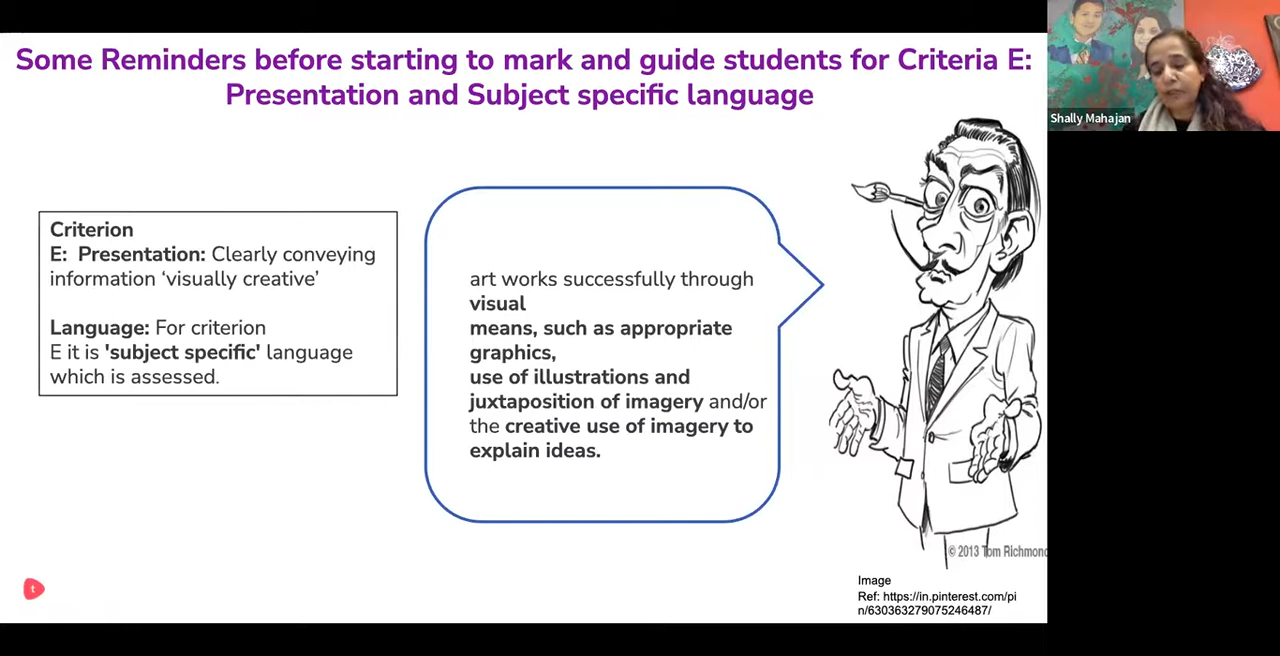 Some Reminders before starting to mark and guide students for Criteria E:
Presentation and Subject specific language
Shally Mahajan
Criterion
E: Presentation: Clearly conveying
information ‘visually creative’
Language: For criterion
E it is 'subject specific' language
which is assessed.
art works successfully through
visual
means, such as appropriate
graphics,
use of illustrations and
juxtaposition of imagery and/or
the creative use of imagery to
explain ideas.
© 2013 Tom Richmond
Image
Ref: https://in.pinterest.com/pi
n/630363279075246487/
t